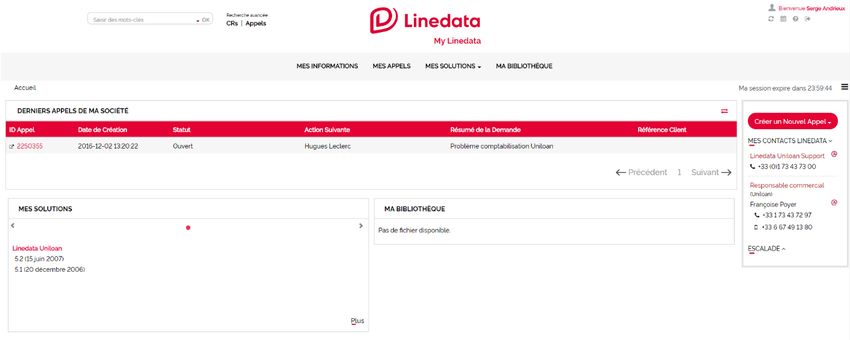 Saisir des mots-clés
OK
Recherche avancée
CRs | Appels
Linedata
My Linedata
Bienvenue Serge Andrieux
MES INFORMATIONS MES APPELS MES SOLUTIONS MA BIBLIOTHÈQUE
Accueil
Ma session expire dans 23:59:44
DERNIERS APPELS DE MA SOCIÉTÉ
ID Appel Date de Création Statut Action Suivante Résumé de la Demande Référence Client
2250355 2016-12-02 13:20:22 Ouvert Hugues Leclerc Problème comptabilisation Uniloan
Précédent 1 Suivant
Créer un Nouvel Appel
MES CONTACTS LINEDATA
Linedata Uniloan Support
+33 (0)1 73 43 73 00
Responsable commercial
(Uniloan)
Françoise Poyer
+33 1 73 43 72 97
+33 6 67 49 13 80
ESCALADE
MES SOLUTIONS
Linedata Uniloan
5.2 (15 juin 2007)
5.1 (20 décembre 2006)
Plus
MA BIBLIOTHÈQUE
Pas de fichier disponible.